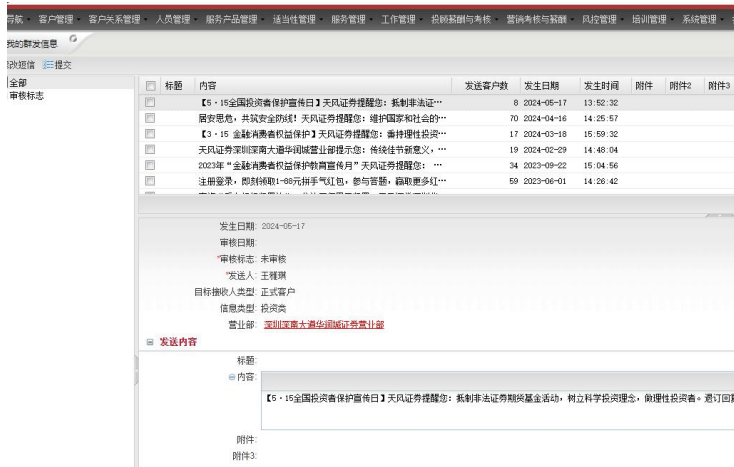 导航 客户管理 客户关系管理 人员管理 服务产品管理 适当性管理 服务管理 工作管理 投顾薪酬与考核 营销考核与薪酬 风控管理 培训管理 系统管理
我的群发信息
修改短信 提交
全部
审核标志
标题 内容 发送客户数 发生日期 发生时间 附件 附件2 附件3
【5·15全国投资者保护宣传日】天风证券提醒您：抵制非法证… 8 2024-05-17 13:52:32
居安思危，共筑安全防线！天风证券提醒您：维护国家和社会的… 70 2024-04-16 14:25:57
【3·15 金融消费者权益保护】天风证券提醒您：秉持理性投资… 17 2024-03-18 15:59:32
天风证券深圳深南大道华润城营业部提示您：传统佳节新意义，… 19 2024-02-29 14:48:04
2023年“金融消费者权益保护教育宣传月”天风证券提醒您：… 34 2023-09-22 15:04:56
注册登录，即刻领取1-88元拼手气红包，参与答题，赢取更多红… 59 2023-06-01 14:26:42
发生日期: 2024-05-17
审核日期:
*审核标志: 未审核
*发送人: 王雅琪
目标接收人类型: 正式客户
信息类型: 投资类
营业部: 深圳深南大道华润城证券营业部
发送内容
标题:
内容:
【5·15全国投资者保护宣传日】天风证券提醒您：抵制非法证券期货基金活动，树立科学投资理念，做理性投资者。退订回复
附件:
附件3: